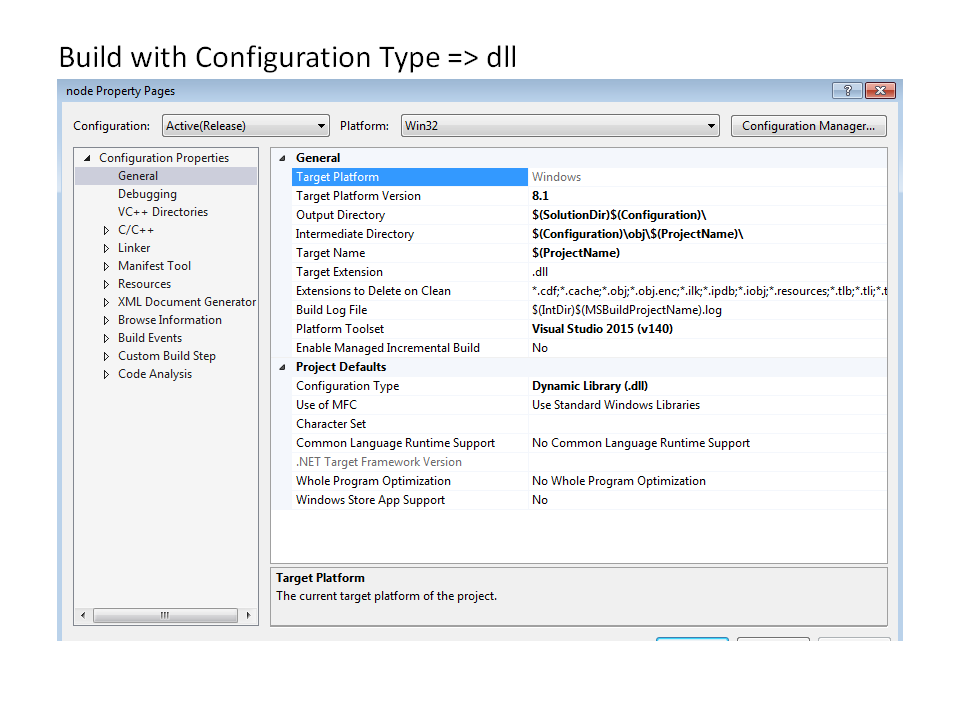 Build with Configuration Type => dll
node Property Pages
Configuration: Active(Release) Platform: Win32 Configuration Manager...
Configuration Properties
General
Debugging
VC++ Directories
C/C++
Linker
Manifest Tool
Resources
XML Document Generator
Browse Information
Build Events
Custom Build Step
Code Analysis
General
Target Platform Windows
Target Platform Version 8.1
Output Directory $(SolutionDir)$(Configuration)\
Intermediate Directory $(Configuration)\obj\$(ProjectName)\
Target Name $(ProjectName)
Target Extension .dll
Extensions to Delete on Clean *.cdf;*.cache;*.obj;*.obj.enc;*.ilk;*.ipdb;*.iobj;*.resources;*.tlb;*.tli;*.t
Build Log File $(IntDir)$(MSBuildProjectName).log
Platform Toolset Visual Studio 2015 (v140)
Enable Managed Incremental Build No
Project Defaults
Configuration Type Dynamic Library (.dll)
Use of MFC Use Standard Windows Libraries
Character Set
Common Language Runtime Support No Common Language Runtime Support
.NET Target Framework Version
Whole Program Optimization No Whole Program Optimization
Windows Store App Support No
Target Platform
The current target platform of the project.